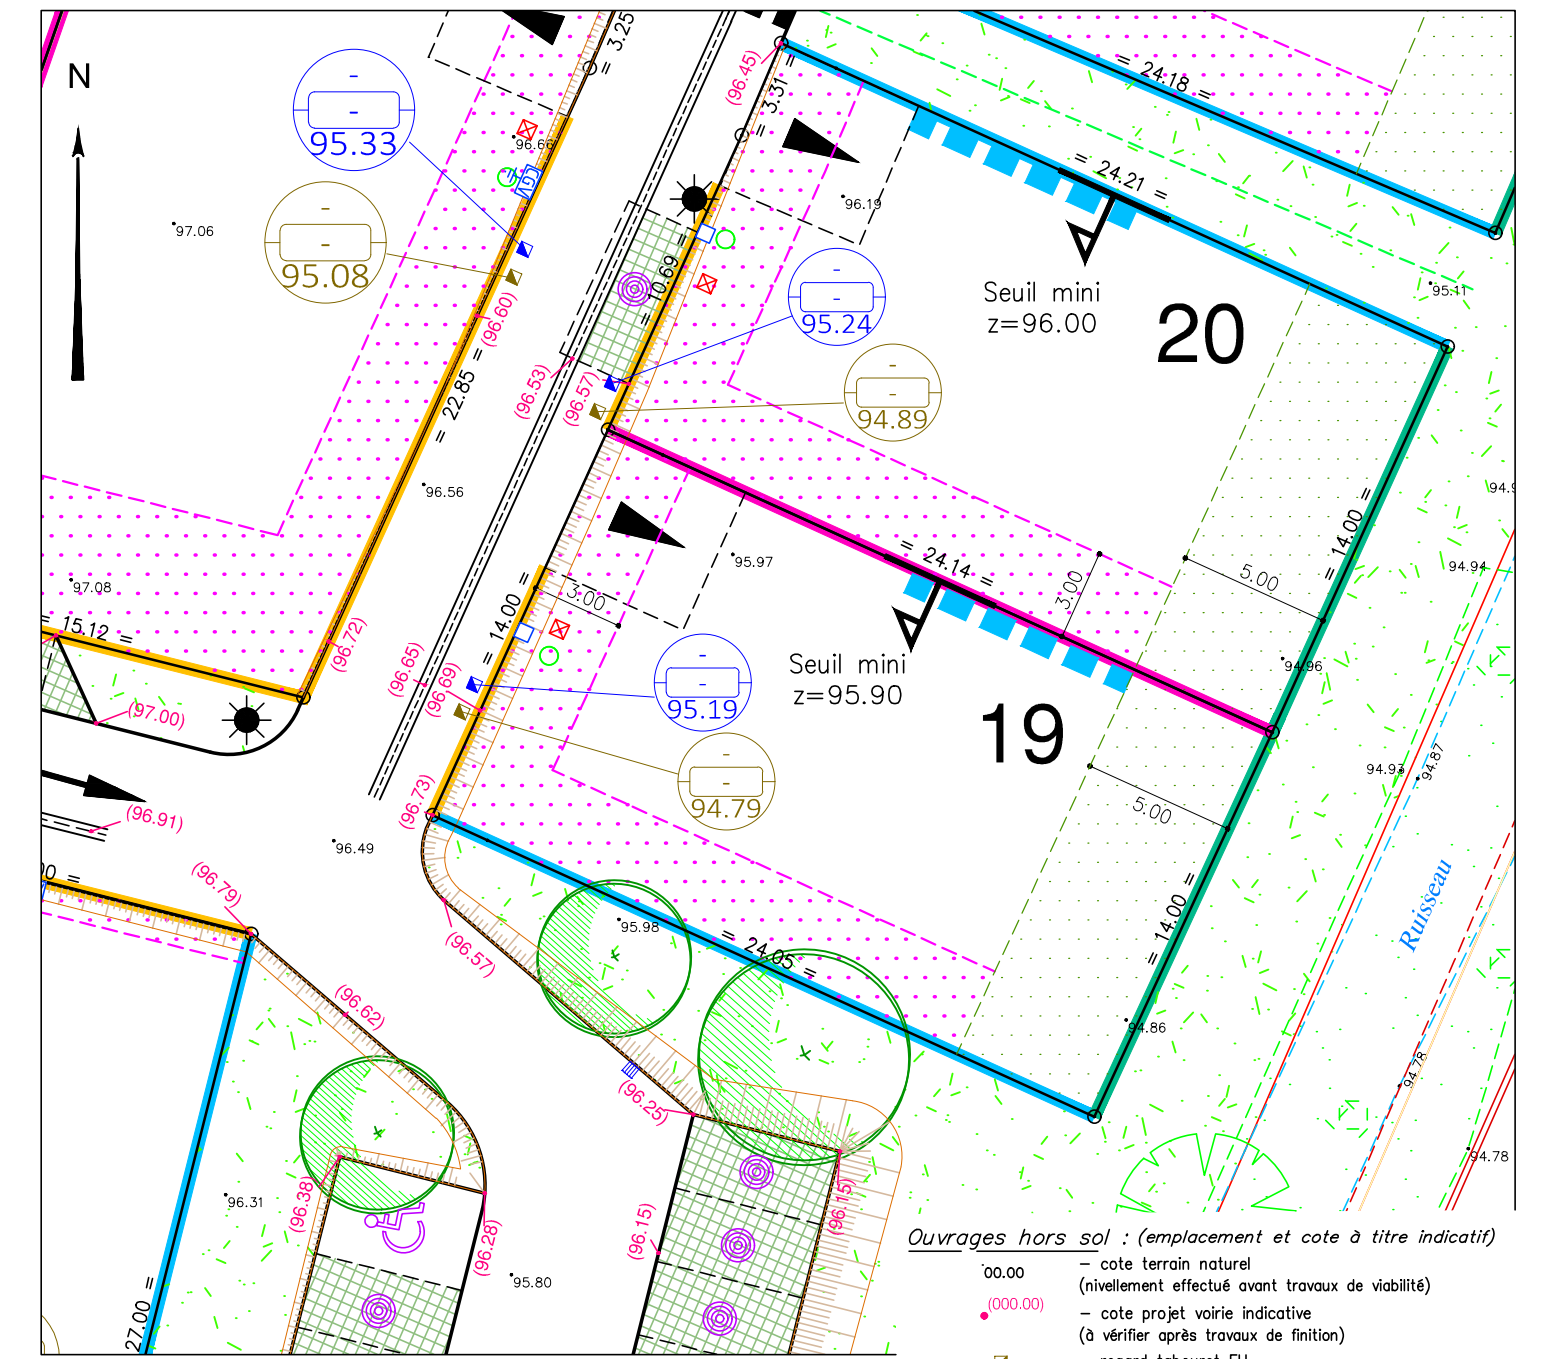 N
= 3.25
(96.45)
= 3.31 =
= 24.18 =
-
-
95.33
96.66
CGV
97.06
-
-
95.08
96.19
= 24.21 =
95.11
Seuil mini
z=96.00
20
= 10.69 =
-
-
95.24
(96.60)
(96.53)
(96.57)
-
-
94.89
= 22.85 =
96.56
95.97
= 24.14 =
3.00
3.00
5.00
= 14.00 =
94.94
97.08
= 15.12 =
(96.72)
= 14.00 =
(96.65)
(96.69)
-
-
95.19
Seuil mini
z=95.90
19
94.96
94.93
94.87
(97.00)
(96.91)
(96.73)
-
-
94.79
5.00
96.49
(96.79)
00 =
(96.57)
95.98
= 24.05 =
= 14.00 =
Ruisseau
(96.62)
94.86
94.78
(96.25)
94.78
(96.38)
96.31
(96.28)
(96.15)
(96.15)
95.80
27.00 =
Ouvrages hors sol : (emplacement et cote à titre indicatif)
00.00 - cote terrain naturel
(nivellement effectué avant travaux de viabilité)
(000.00) - cote projet voirie indicative
(à vérifier après travaux de finition)